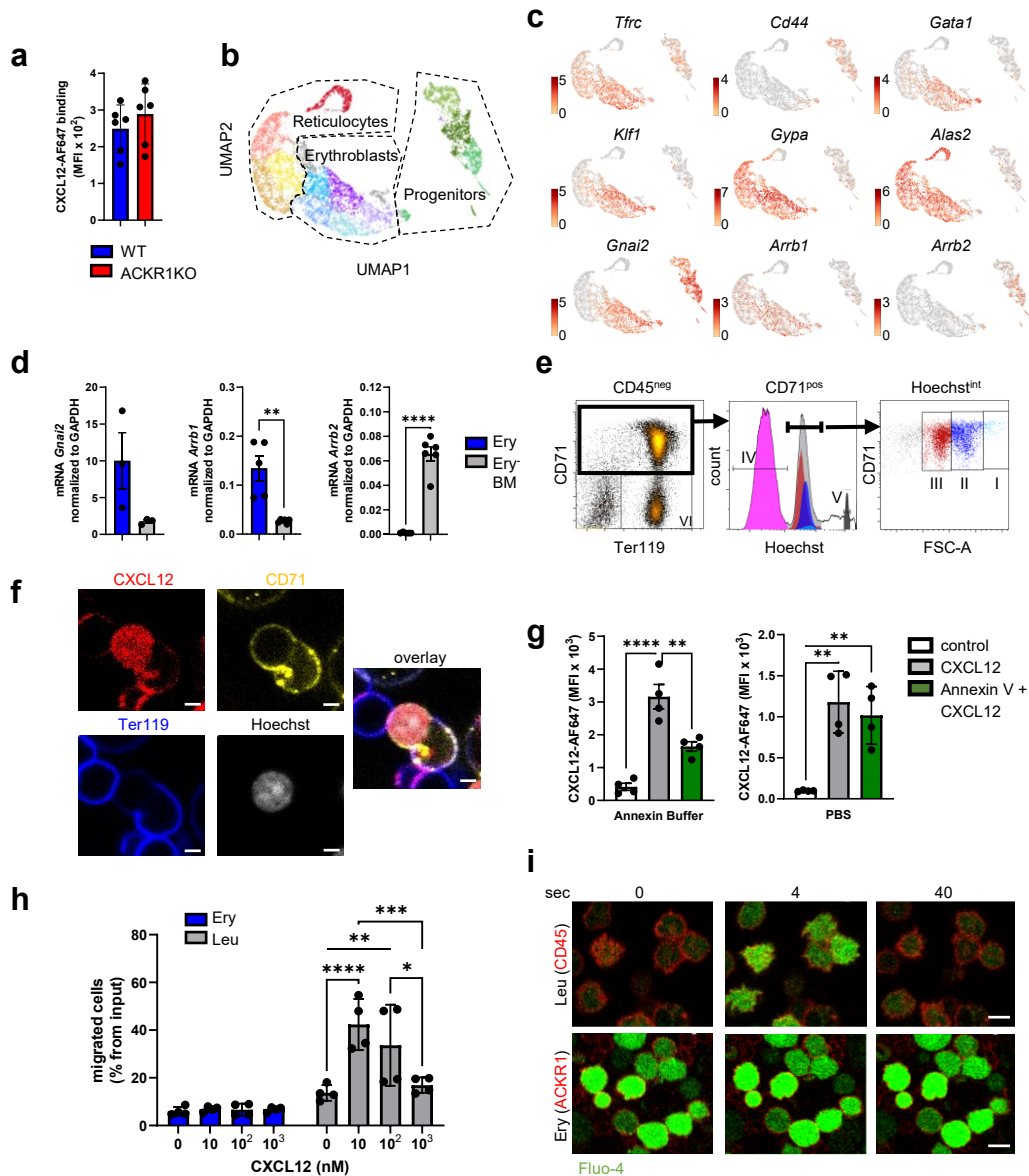 a
CXCL12-AF647 binding
(MFI x 10²)
4
3
2
1
0
WT
ACKR1KO
b
UMAP2
Reticulocytes
Erythroblasts
Progenitors
UMAP1
c
Tfrc
Cd44
Gata1
5
0
4
0
4
0
Klf1
Gypa
Alas2
5
0
7
0
6
0
Gnai2
Arrb1
Arrb2
5
0
3
0
3
0
d
mRNA Gnai2
normalized to GAPDH
20
15
10
5
0
mRNA Arrb1
normalized to GAPDH
0.3
0.2
0.1
0.0
**
mRNA Arrb2
normalized to GAPDH
0.12
0.10
0.08
0.06
0.04
0.02
0.00
****
Ery
Ery-
BM
e
CD45neg
CD71pos
Hoechstint
CD71
VI
Ter119
count
IV
V
Hoechst
CD71
III
II
I
FSC-A
f
CXCL12
CD71
overlay
Ter119
Hoechst
g
CXCL12-AF647 (MFI x 10³)
5
4
3
2
1
0
****
**
Annexin Buffer
CXCL12-AF647 (MFI x 10³)
2.0
1.5
1.0
0.5
0.0
**
**
PBS
control
CXCL12
Annexin V +
CXCL12
h
Ery
Leu
migrated cells
(% from input)
80
60
40
20
0
***
**
****
*
0
10
10²
10³
0
10
10²
10³
CXCL12 (nM)
i
sec
0
4
40
Leu (CD45)
Ery (ACKR1)
Fluo-4